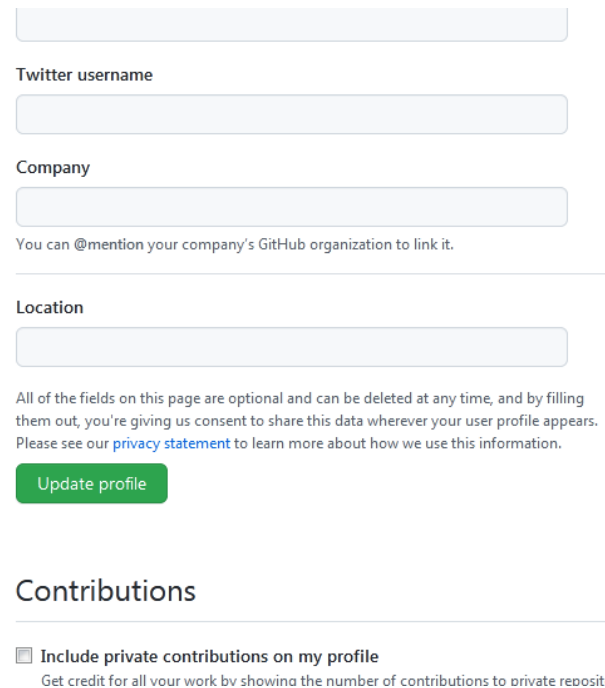 Twitter username
Company
You can @mention your company's GitHub organization to link it.
Location
All of the fields on this page are optional and can be deleted at any time, and by filling
them out, you're giving us consent to share this data wherever your user profile appears.
Please see our privacy statement to learn more about how we use this information.
Update profile
Contributions
Include private contributions on my profile
Get credit for all your work by showing the number of contributions to private reposit